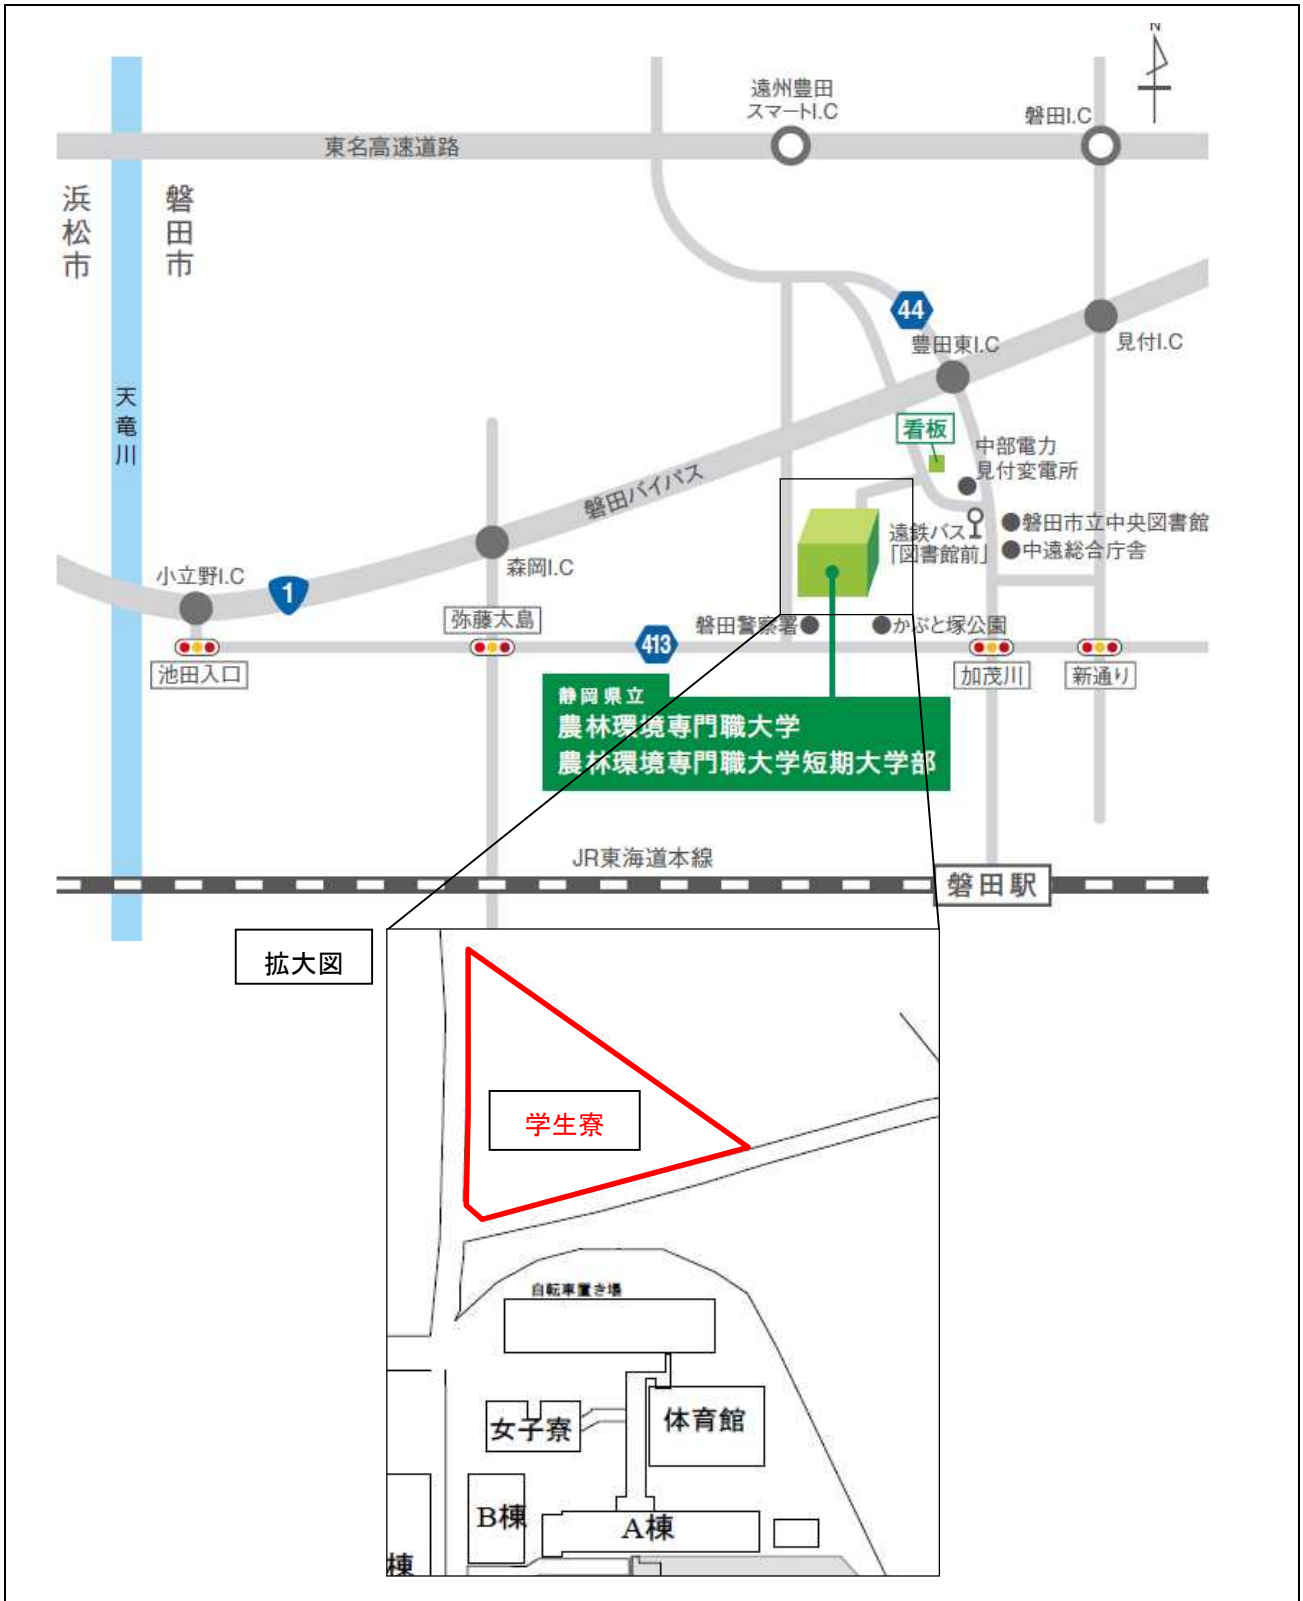 N
遠州豊田
スマートI.C
磐田I.C
東名高速道路
浜松市
磐田市
44
豊田東I.C
見付I.C
天竜川
看板
中部電力
見付変電所
磐田バイパス
遠鉄バス
「図書館前」
磐田市立中央図書館
中遠総合庁舎
小立野I.C
1
森岡I.C
弥藤太島
413
磐田警察署
かぶと塚公園
池田入口
加茂川
新通り
静岡県立
農林環境専門職大学
農林環境専門職大学短期大学部
JR東海道本線
磐田駅
拡大図
学生寮
自転車置き場
女子寮
体育館
B棟
A棟
棟